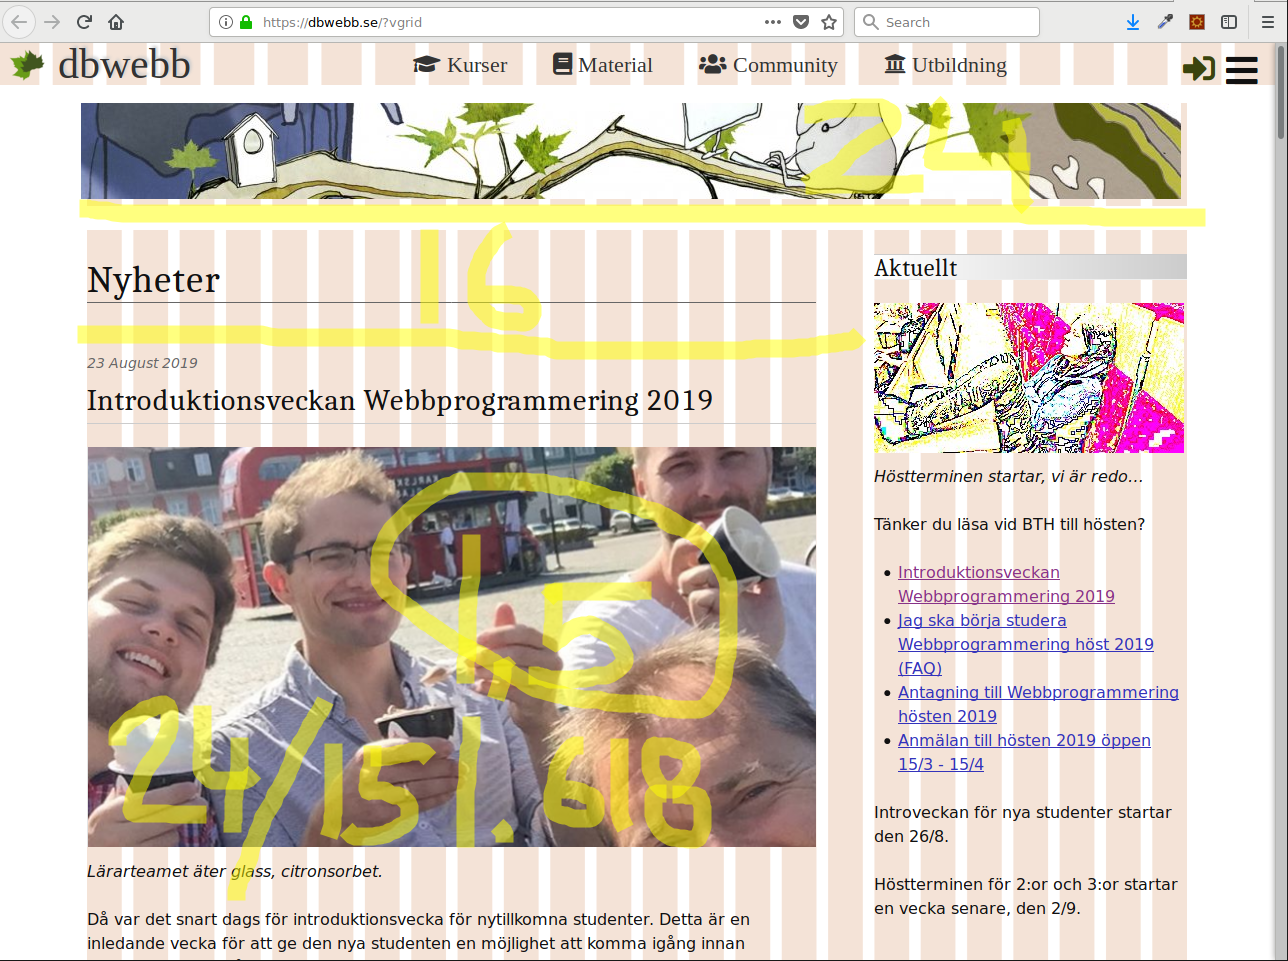 https://dbwebb.se/?vgrid
Search
dbwebb
Kurser
Material
Community
Utbildning
24
16
Nyheter
23 August 2019
Introduktionsveckan Webbprogrammering 2019
1,5
24/15 1.618
Lärarteamet äter glass, citronsorbet.
Då var det snart dags för introduktionsvecka för nytillkomna studenter. Detta är en
inledande vecka för att ge den nya studenten en möjlighet att komma igång innan
Aktuellt
Höstterminen startar, vi är redo…
Tänker du läsa vid BTH till hösten?
Introduktionsveckan
Webbprogrammering 2019
Jag ska börja studera
Webbprogrammering höst 2019
(FAQ)
Antagning till Webbprogrammering
hösten 2019
Anmälan till hösten 2019 öppen
15/3 - 15/4
Introveckan för nya studenter startar
den 26/8.
Höstterminen för 2:or och 3:or startar
en vecka senare, den 2/9.